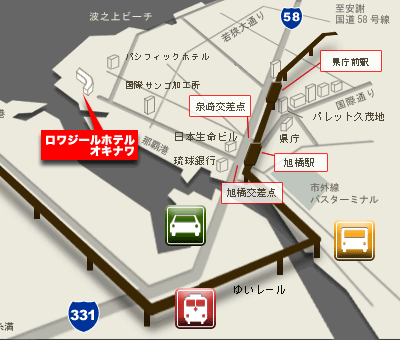 波之上ビーチ
58
至安謝
国道58号線
若狭大通り
パシフィックホテル
県庁前駅
国際サンゴ加工所
国際通り
泉崎交差点
パレット久茂地
ロワジールホテル
オキナワ
那覇港
日本生命ビル
県庁
琉球銀行
旭橋駅
旭橋交差点
市外線
バスターミナル
ゆいレール
331
糸満